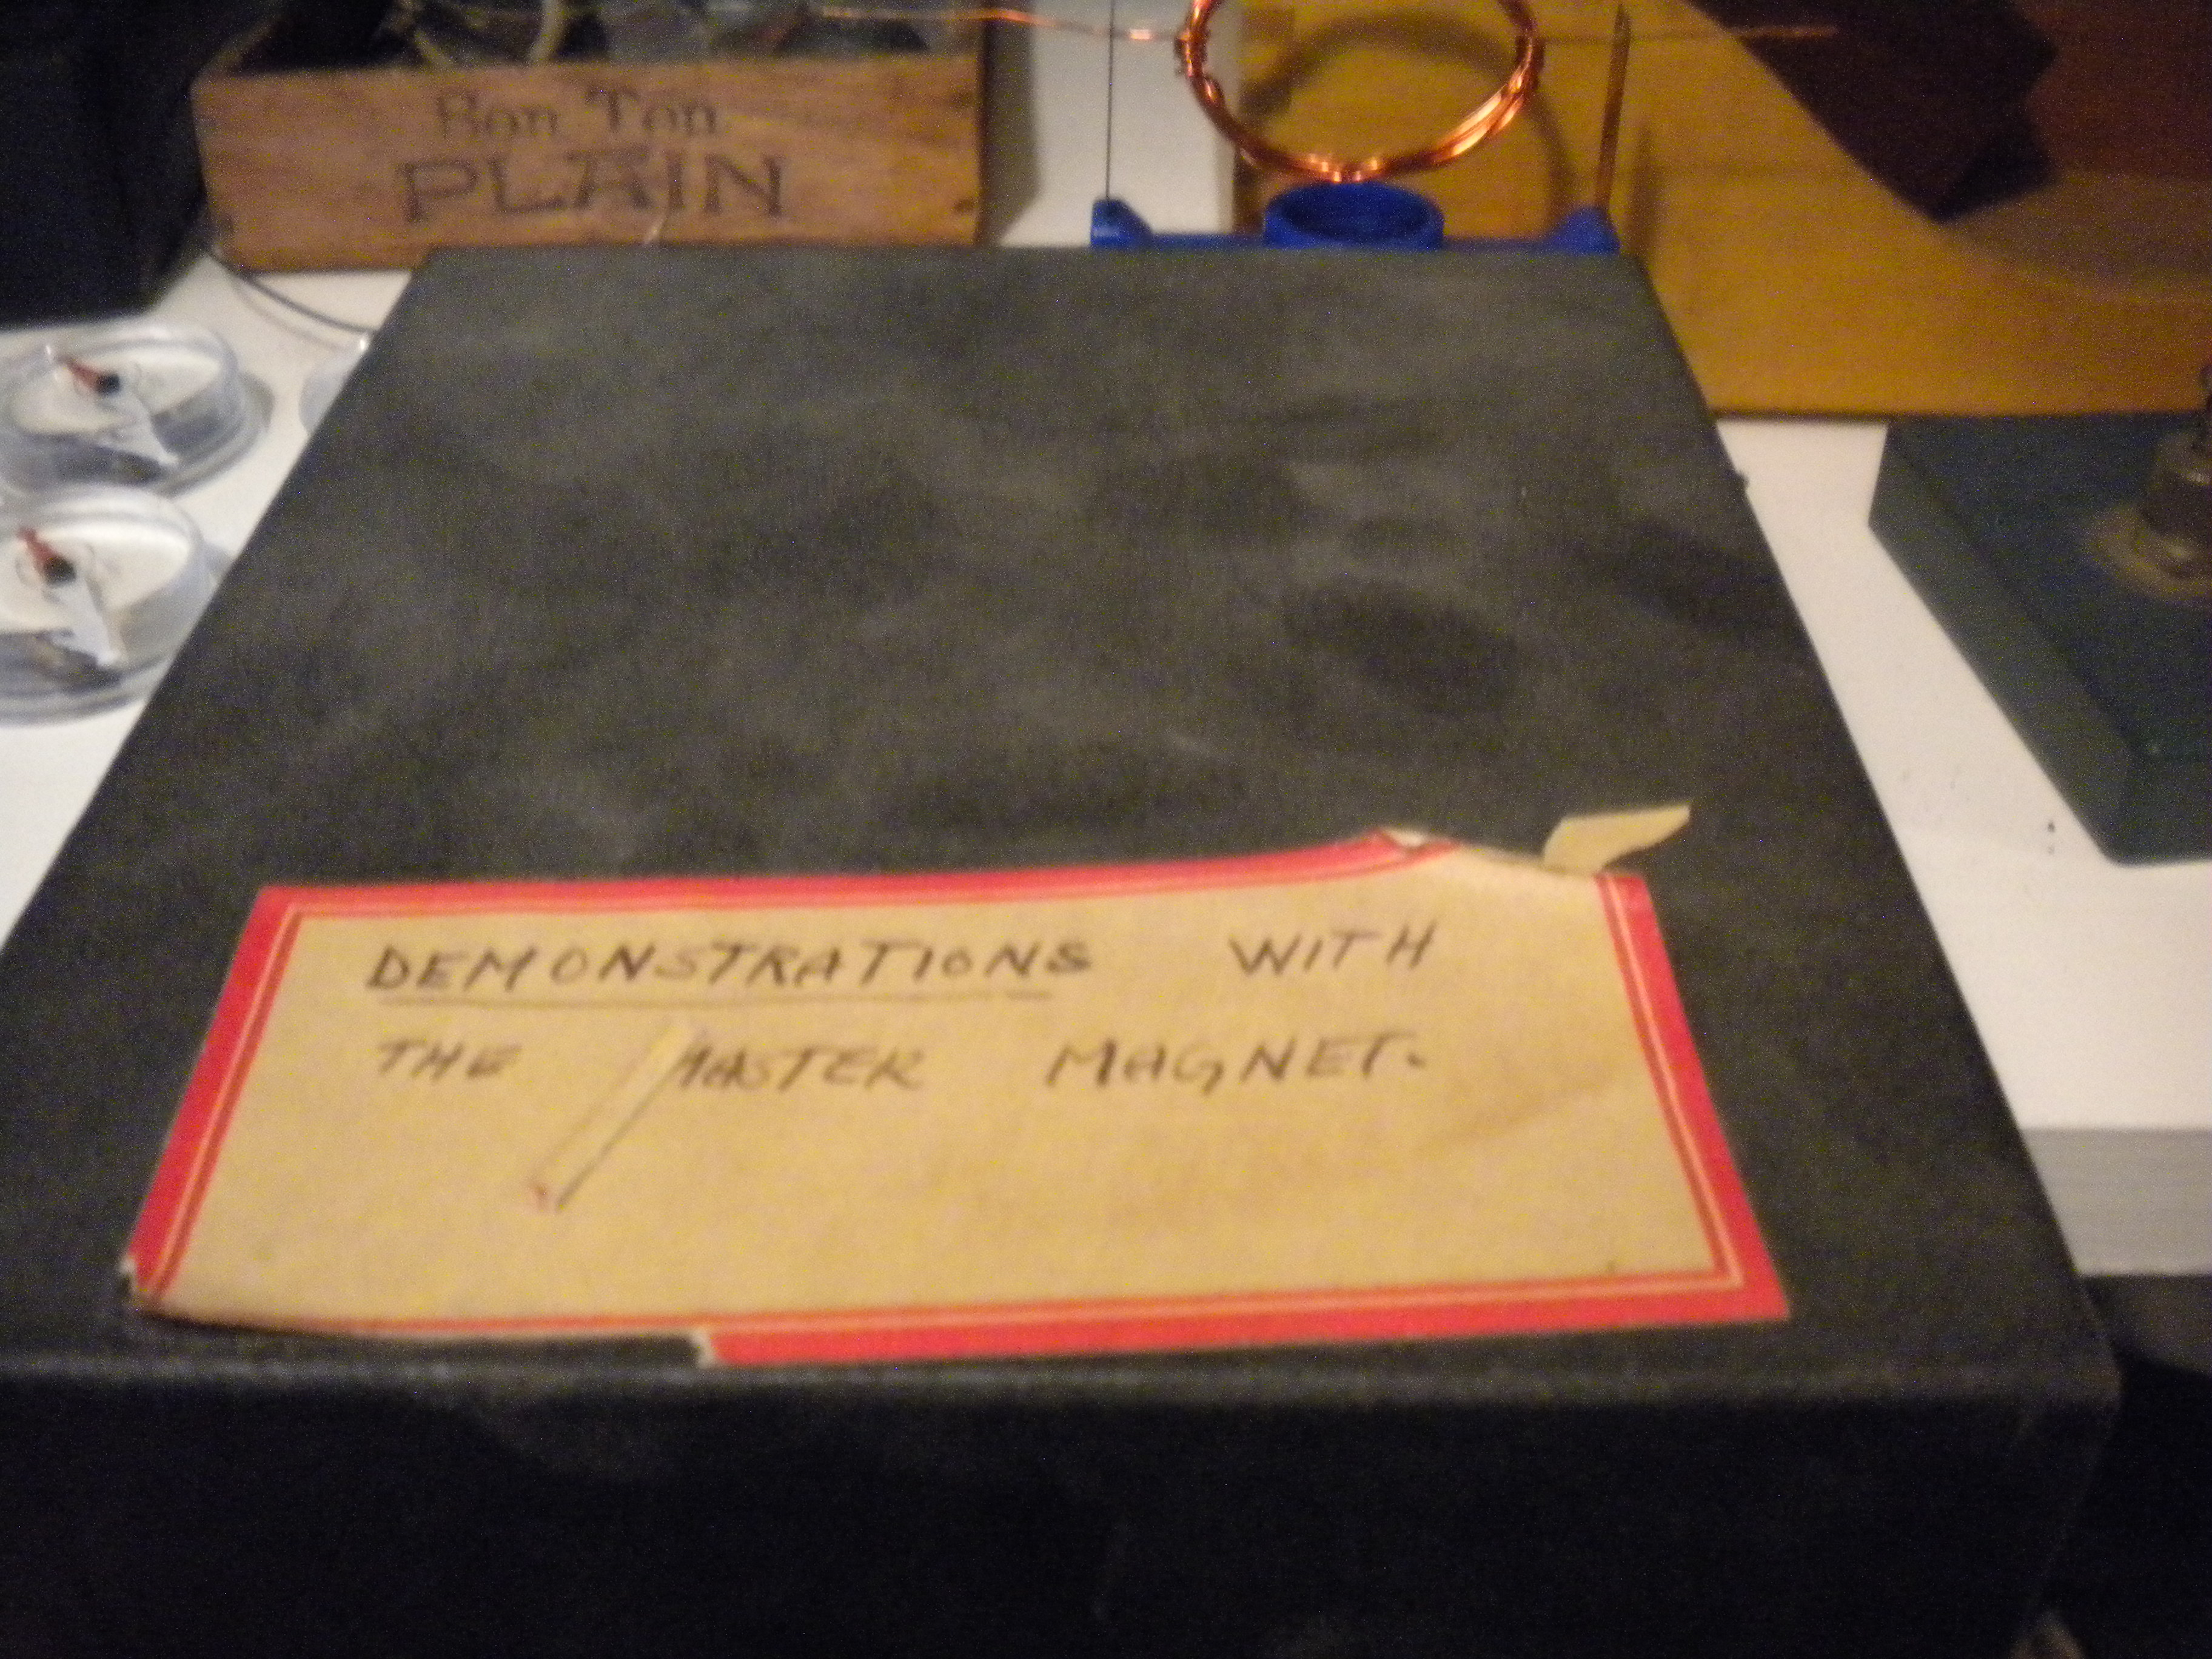 Bon Ton
PLAIN
DEMONSTRATIONS WITH
THE MASTER MAGNET.